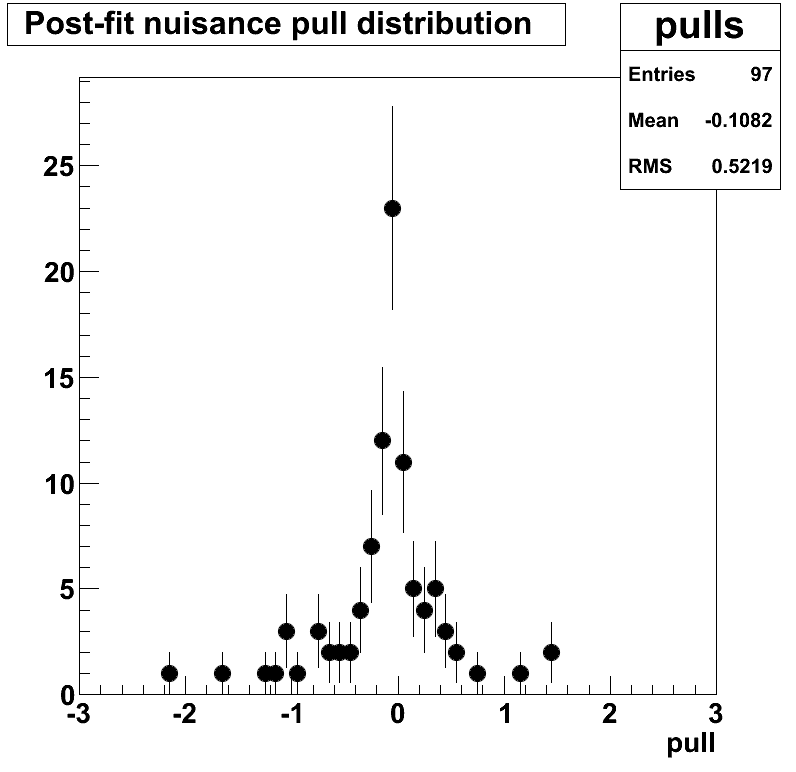 Post-fit nuisance pull distribution
pulls
Entries 97
Mean -0.1082
RMS 0.5219
25
20
15
10
5
0
-3 -2 -1 0 1 2 3
pull